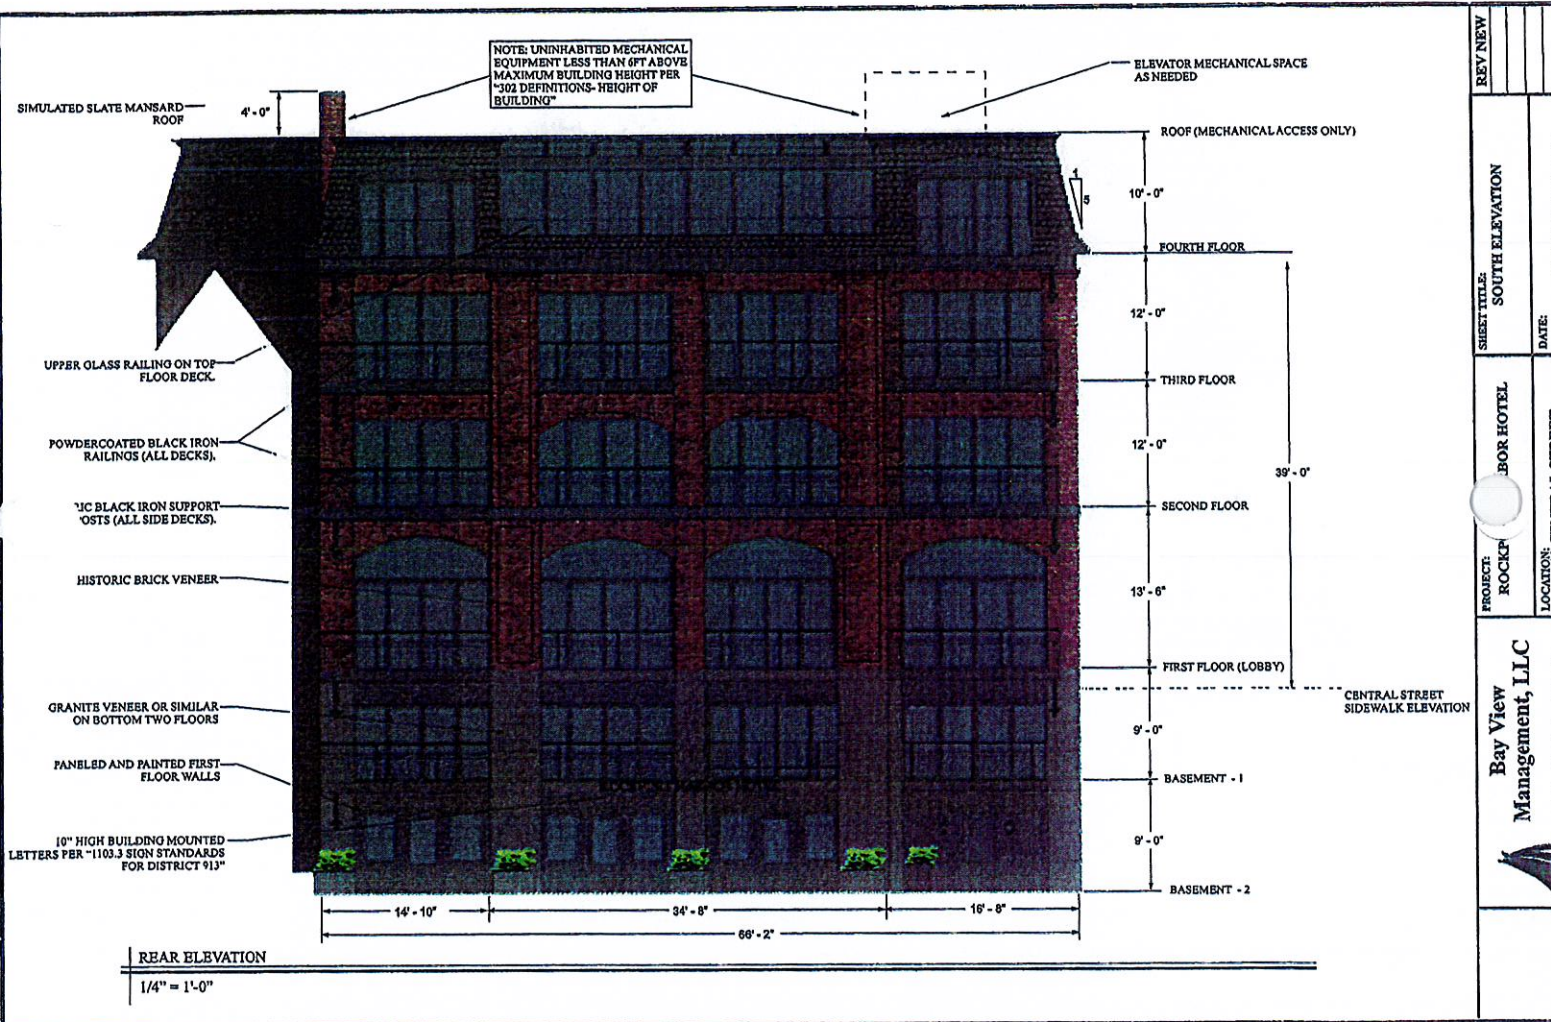 NOTE: UNINHABITED MECHANICAL
EQUIPMENT LESS THAN 6FT ABOVE
MAXIMUM BUILDING HEIGHT PER
"302 DEFINITIONS- HEIGHT OF
BUILDING"
ELEVATOR MECHANICAL SPACE
AS NEEDED
SIMULATED SLATE MANSARD
ROOF
4'-0"
ROOF (MECHANICAL ACCESS ONLY)
1
5
10'-0"
FOURTH FLOOR
12'-0"
UPPER GLASS RAILING ON TOP
FLOOR DECK.
THIRD FLOOR
POWDERCOATED BLACK IRON
RAILINGS (ALL DECKS).
12'-0"
39'-0"
IC BLACK IRON SUPPORT
OSTS (ALL SIDE DECKS).
SECOND FLOOR
HISTORIC BRICK VENEER
13'-6"
FIRST FLOOR (LOBBY)
CENTRAL STREET
SIDEWALK ELEVATION
GRANITE VENEER OR SIMILAR
ON BOTTOM TWO FLOORS
9'-0"
PANELED AND PAINTED FIRST
FLOOR WALLS
BASEMENT - 1
10" HIGH BUILDING MOUNTED
LETTERS PER "1103.3 SIGN STANDARDS
FOR DISTRICT 913"
9'-0"
BASEMENT - 2
14'-10"
34'-8"
16'-8"
66'-2"
REAR ELEVATION
1/4" = 1'-0"
REV NEW
SHEET TITLE:
SOUTH ELEVATION
DATE:
PROJECT:
ROCKP BOR HOTEL
LOCATION:
Bay View
Management, LLC